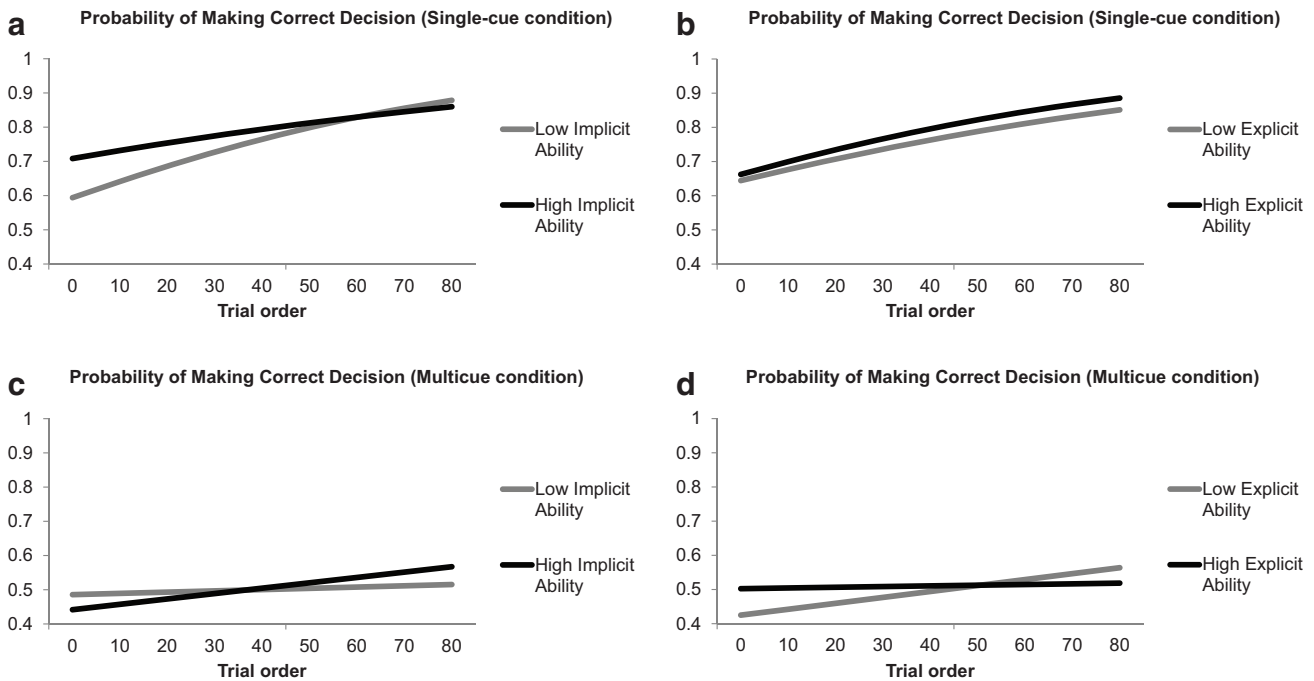 a
Probability of Making Correct Decision (Single-cue condition)
1
0.9
0.8
0.7
0.6
0.5
0.4
0 10 20 30 40 50 60 70 80
Trial order
Low Implicit
Ability
High Implicit
Ability
b
Probability of Making Correct Decision (Single-cue condition)
1
0.9
0.8
0.7
0.6
0.5
0.4
0 10 20 30 40 50 60 70 80
Trial order
Low Explicit
Ability
High Explicit
Ability
c
Probability of Making Correct Decision (Multicue condition)
1
0.9
0.8
0.7
0.6
0.5
0.4
0 10 20 30 40 50 60 70 80
Trial order
Low Implicit
Ability
High Implicit
Ability
d
Probability of Making Correct Decision (Multicue condition)
1
0.9
0.8
0.7
0.6
0.5
0.4
0 10 20 30 40 50 60 70 80
Trial order
Low Explicit
Ability
High Explicit
Ability